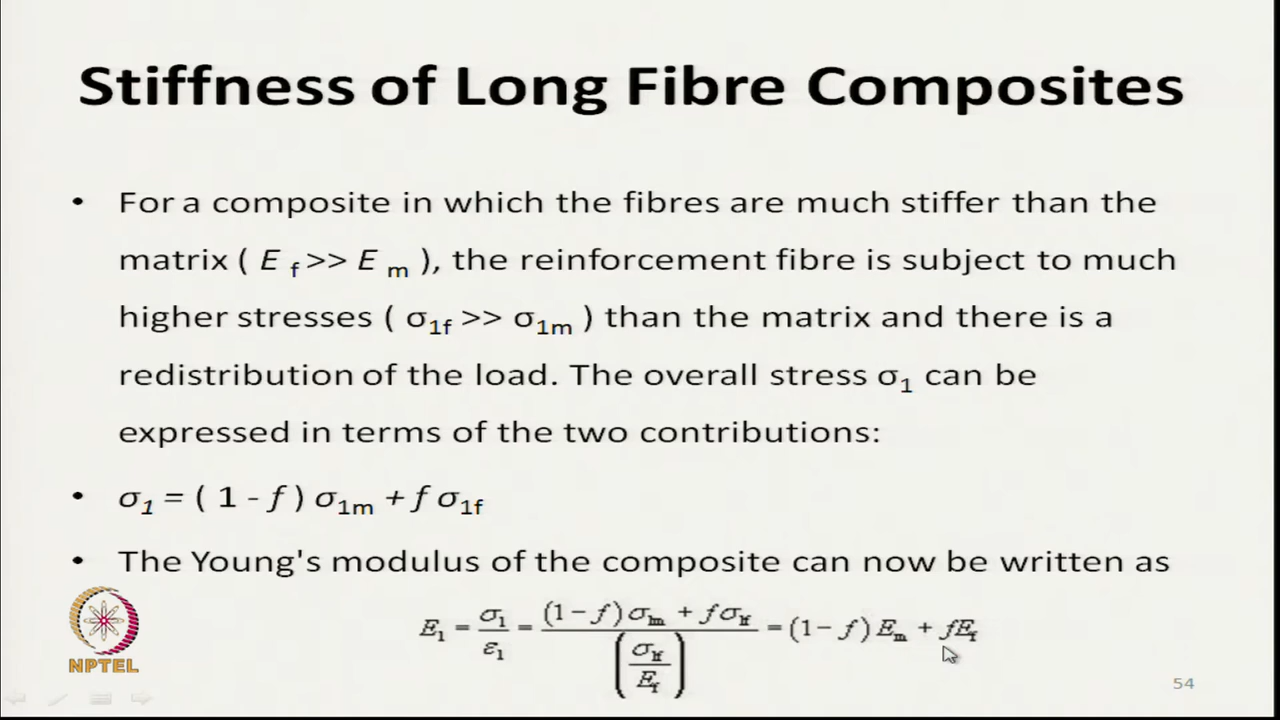 Stiffness of Long Fibre Composites
• For a composite in which the fibres are much stiffer than the
matrix ( E f >> E m ), the reinforcement fibre is subject to much
higher stresses ( σ1f >> σ1m ) than the matrix and there is a
redistribution of the load. The overall stress σ1 can be
expressed in terms of the two contributions:
• σ1 = ( 1 - f ) σ1m + f σ1f
• The Young's modulus of the composite can now be written as
E1 = σ1/ε1 = ((1 − f) σ1m + fσ1f)/(σ1f/Ef) = (1 − f) Em + fEf
NPTEL
54